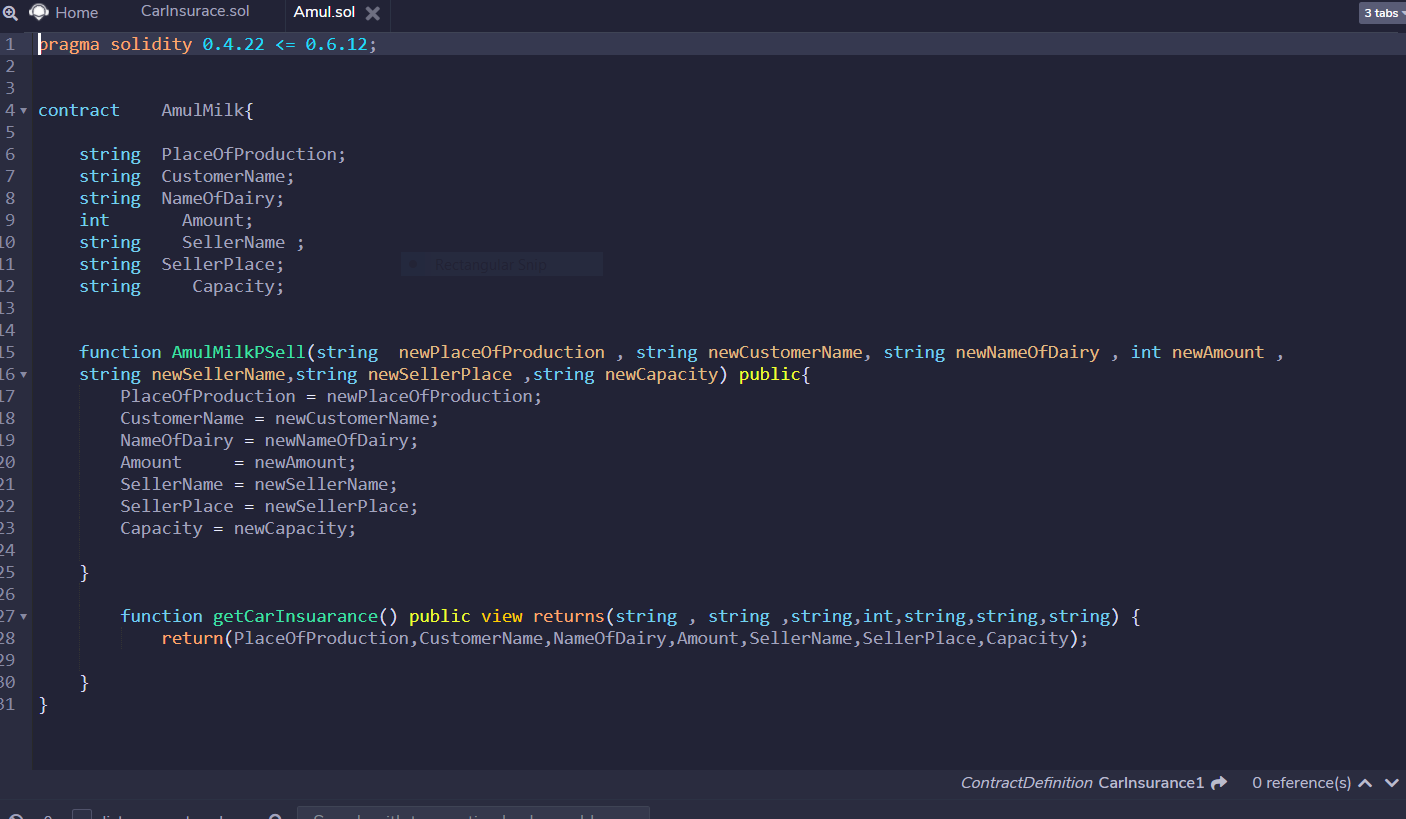 Home CarInsurace.sol Amul.sol 3 tabs
1 pragma solidity 0.4.22 <= 0.6.12;
2
3
4 contract AmulMilk{
5
6 string PlaceOfProduction;
7 string CustomerName;
8 string NameOfDairy;
9 int Amount;
10 string SellerName ;
11 string SellerPlace;
Rectangular Snip
12 string Capacity;
13
14
15 function AmulMilkPSell(string newPlaceOfProduction , string newCustomerName, string newNameOfDairy , int newAmount ,
16 string newSellerName,string newSellerPlace ,string newCapacity) public{
17 PlaceOfProduction = newPlaceOfProduction;
18 CustomerName = newCustomerName;
19 NameOfDairy = newNameOfDairy;
20 Amount = newAmount;
21 SellerName = newSellerName;
22 SellerPlace = newSellerPlace;
23 Capacity = newCapacity;
24
25 }
26
27 function getCarInsuarance() public view returns(string , string ,string,int,string,string,string) {
28 return(PlaceOfProduction,CustomerName,NameOfDairy,Amount,SellerName,SellerPlace,Capacity);
29
30 }
31 }
ContractDefinition CarInsurance1 0 reference(s)